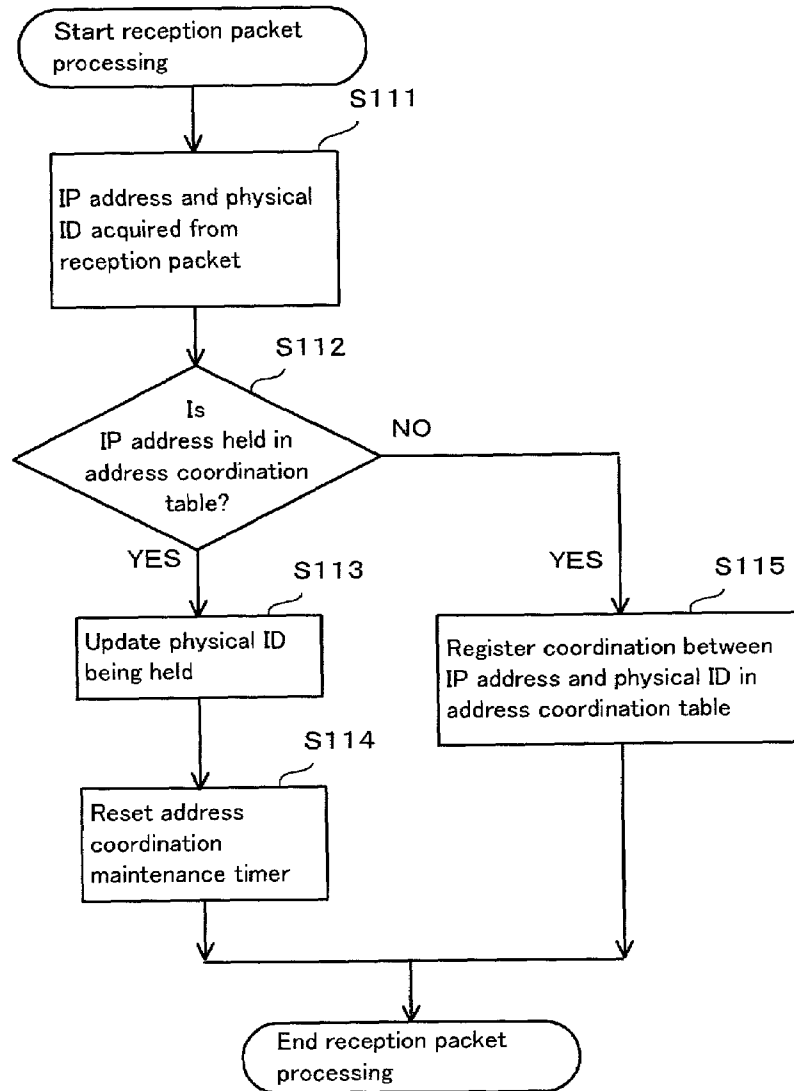 Start reception packet
processing
S111
IP address and physical
ID acquired from
reception packet
S112
Is
IP address held in
address coordination
table?
NO
YES
YES
S113
Update physical ID
being held
S115
Register coordination between
IP address and physical ID in
address coordination table
S114
Reset address
coordination
maintenance timer
End reception packet
processing